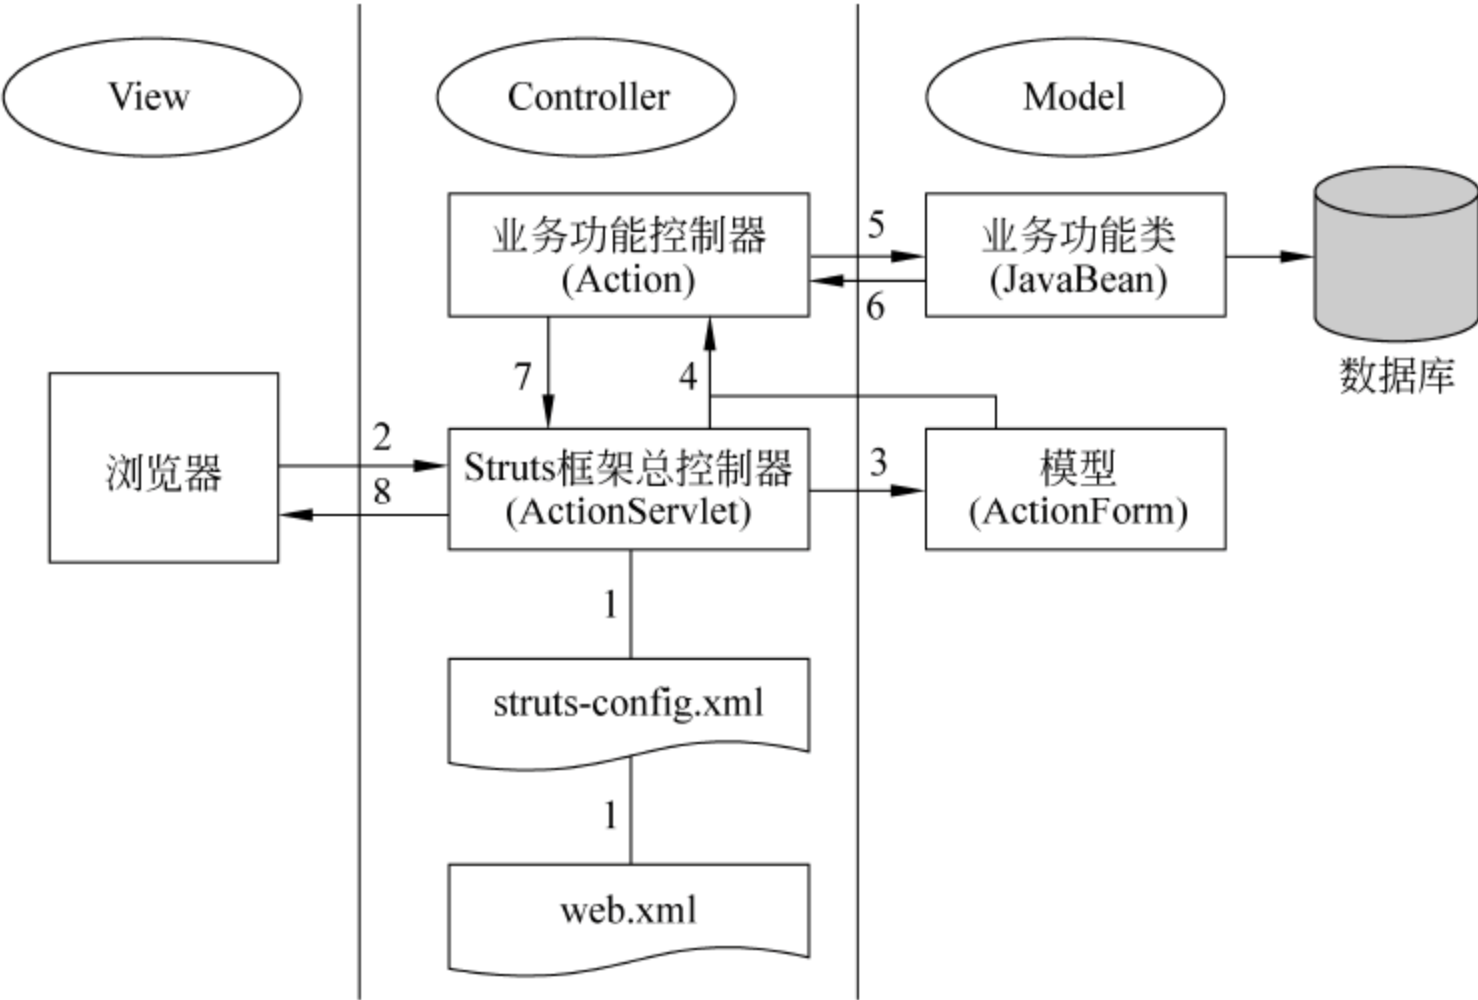 View
Controller
Model
业务功能控制器
(Action)
5
6
业务功能类
(JavaBean)
数据库
7
4
浏览器
2
8
Struts框架总控制器
(ActionServlet)
3
模型
(ActionForm)
1
struts-config.xml
1
web.xml